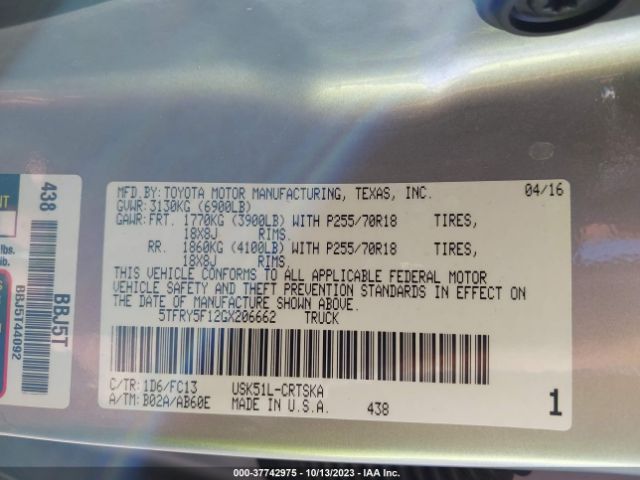 MFD.BY: TOYOTA MOTOR MANUFACTURING, TEXAS, INC. 04/16
GVWR: 3130KG (6900LB)
GAWR: FRT. 1770KG (3900LB) WITH P255/70R18 TIRES,
18X8J RIMS,
RR. 1860KG (4100LB) WITH P255/70R18 TIRES,
18X8J RIMS,
THIS VEHICLE CONFORMS TO ALL APPLICABLE FEDERAL MOTOR
VEHICLE SAFETY AND THEFT PREVENTION STANDARDS IN EFFECT ON
THE DATE OF MANUFACTURE SHOWN ABOVE.
5TFRY5F12GX206662 TRUCK
C/TR: 1D6/FC13 USK51L-CRTSKA
A/TM: B02A/AB60E MADE IN U.S.A. 438 1
438
BBJ5T
BBJ5T44092
lbs.
000-37742975 - 10/13/2023 - IAA Inc.